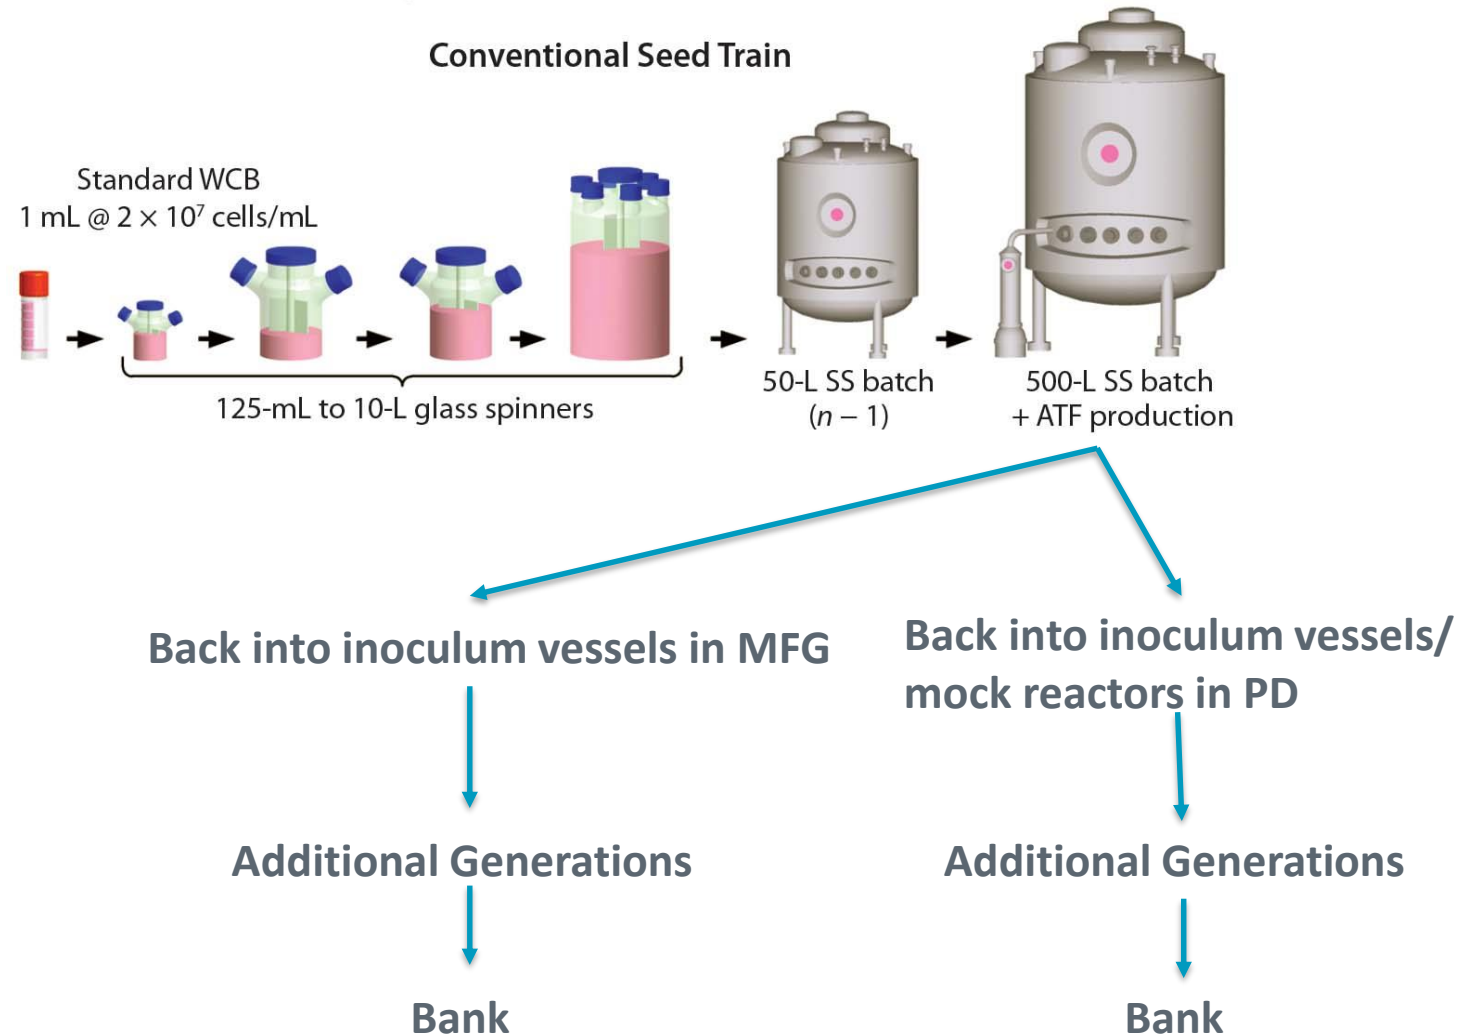 Conventional Seed Train
Standard WCB
1 mL @ 2 × 10⁷ cells/mL
125-mL to 10-L glass spinners
50-L SS batch
(n – 1)
500-L SS batch
+ ATF production
Back into inoculum vessels in MFG
Back into inoculum vessels/
mock reactors in PD
Additional Generations
Additional Generations
Bank
Bank